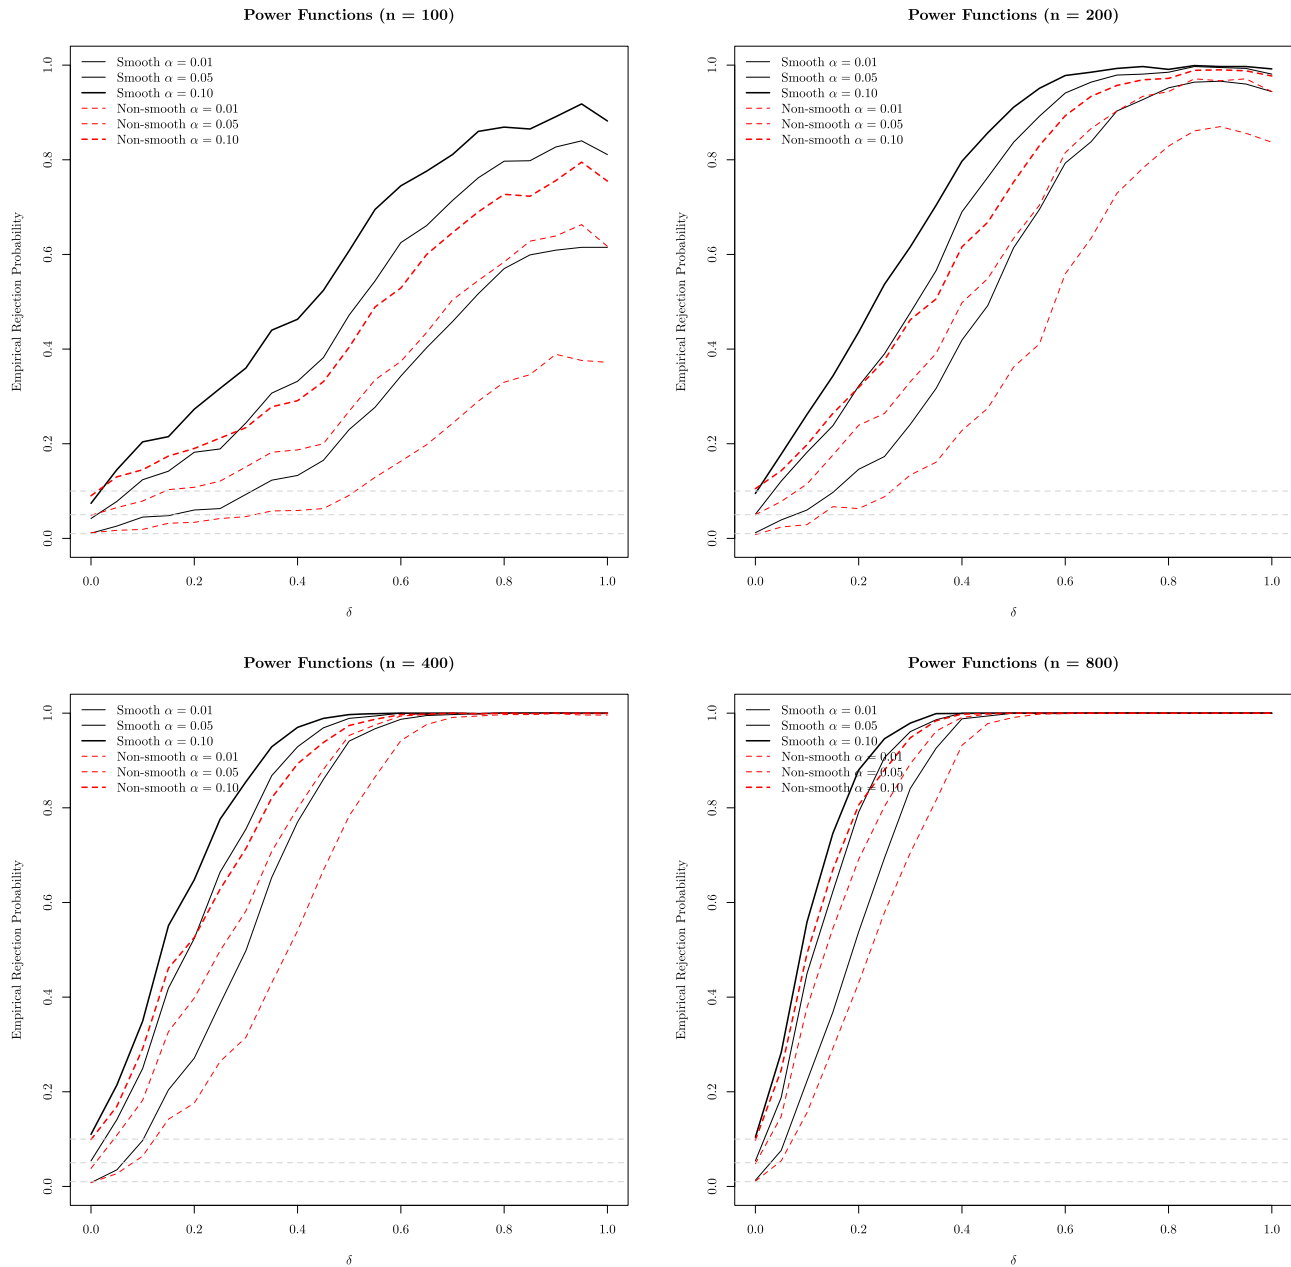 Power Functions (n = 100)
Smooth α = 0.01
Smooth α = 0.05
Smooth α = 0.10
Non-smooth α = 0.01
Non-smooth α = 0.05
Non-smooth α = 0.10
Empirical Rejection Probability
1.0
0.8
0.6
0.4
0.2
0.0
0.0 0.2 0.4 0.6 0.8 1.0
δ
Power Functions (n = 200)
Smooth α = 0.01
Smooth α = 0.05
Smooth α = 0.10
Non-smooth α = 0.01
Non-smooth α = 0.05
Non-smooth α = 0.10
Empirical Rejection Probability
1.0
0.8
0.6
0.4
0.2
0.0
0.0 0.2 0.4 0.6 0.8 1.0
δ
Power Functions (n = 400)
Smooth α = 0.01
Smooth α = 0.05
Smooth α = 0.10
Non-smooth α = 0.01
Non-smooth α = 0.05
Non-smooth α = 0.10
Empirical Rejection Probability
1.0
0.8
0.6
0.4
0.2
0.0
0.0 0.2 0.4 0.6 0.8 1.0
δ
Power Functions (n = 800)
Smooth α = 0.01
Smooth α = 0.05
Smooth α = 0.10
Non-smooth α = 0.01
Non-smooth α = 0.05
Non-smooth α = 0.10
Empirical Rejection Probability
1.0
0.8
0.6
0.4
0.2
0.0
0.0 0.2 0.4 0.6 0.8 1.0
δ